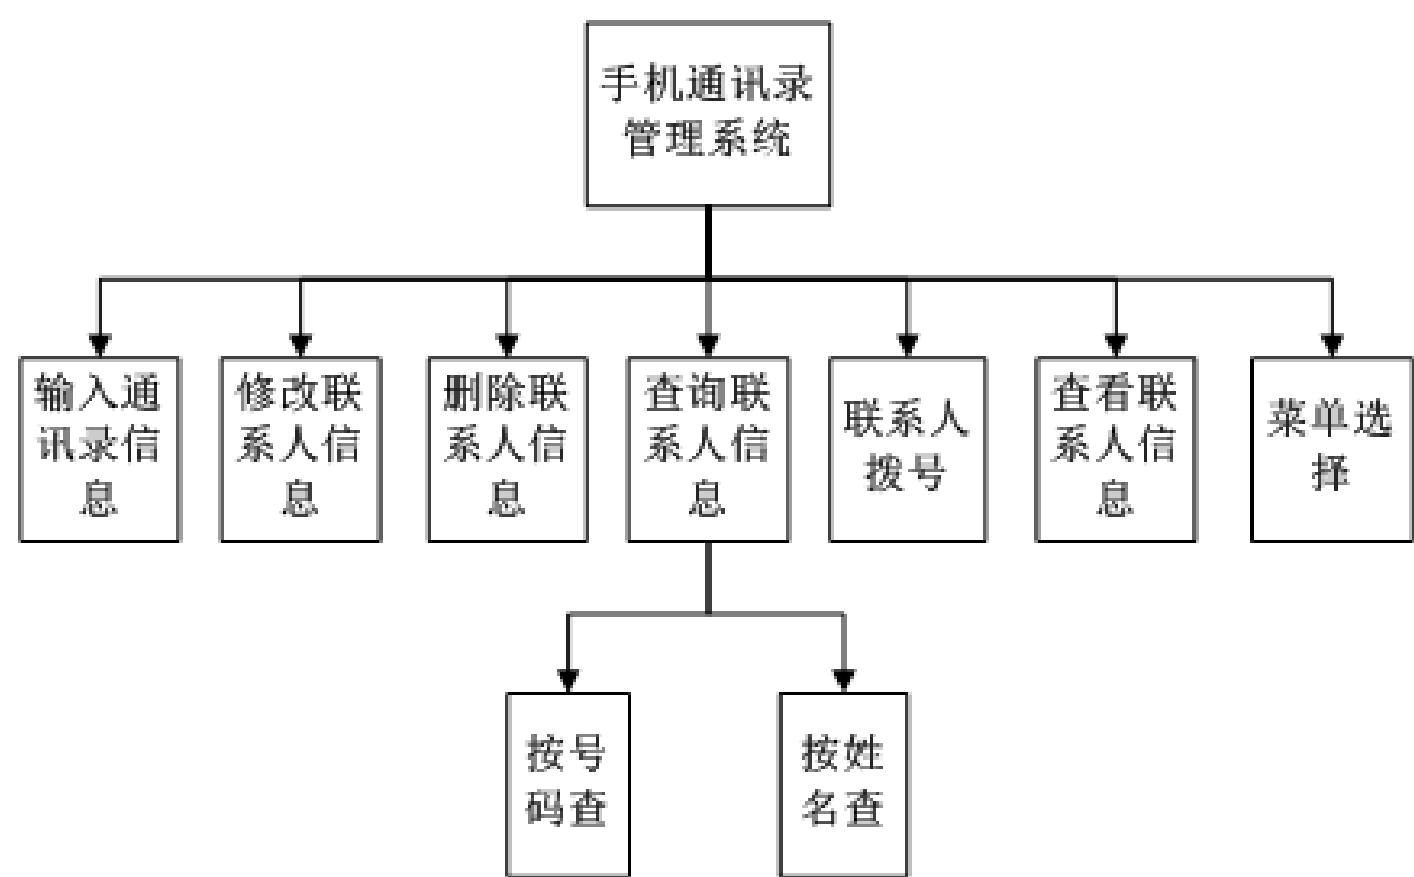 手机通讯录
管理系统
输入通
讯录信
息
修改联
系人信
息
删除联
系人信
息
查询联
系人信
息
联系人
拨号
查看联
系人信
息
菜单选
择
按号
码查
按姓
名查